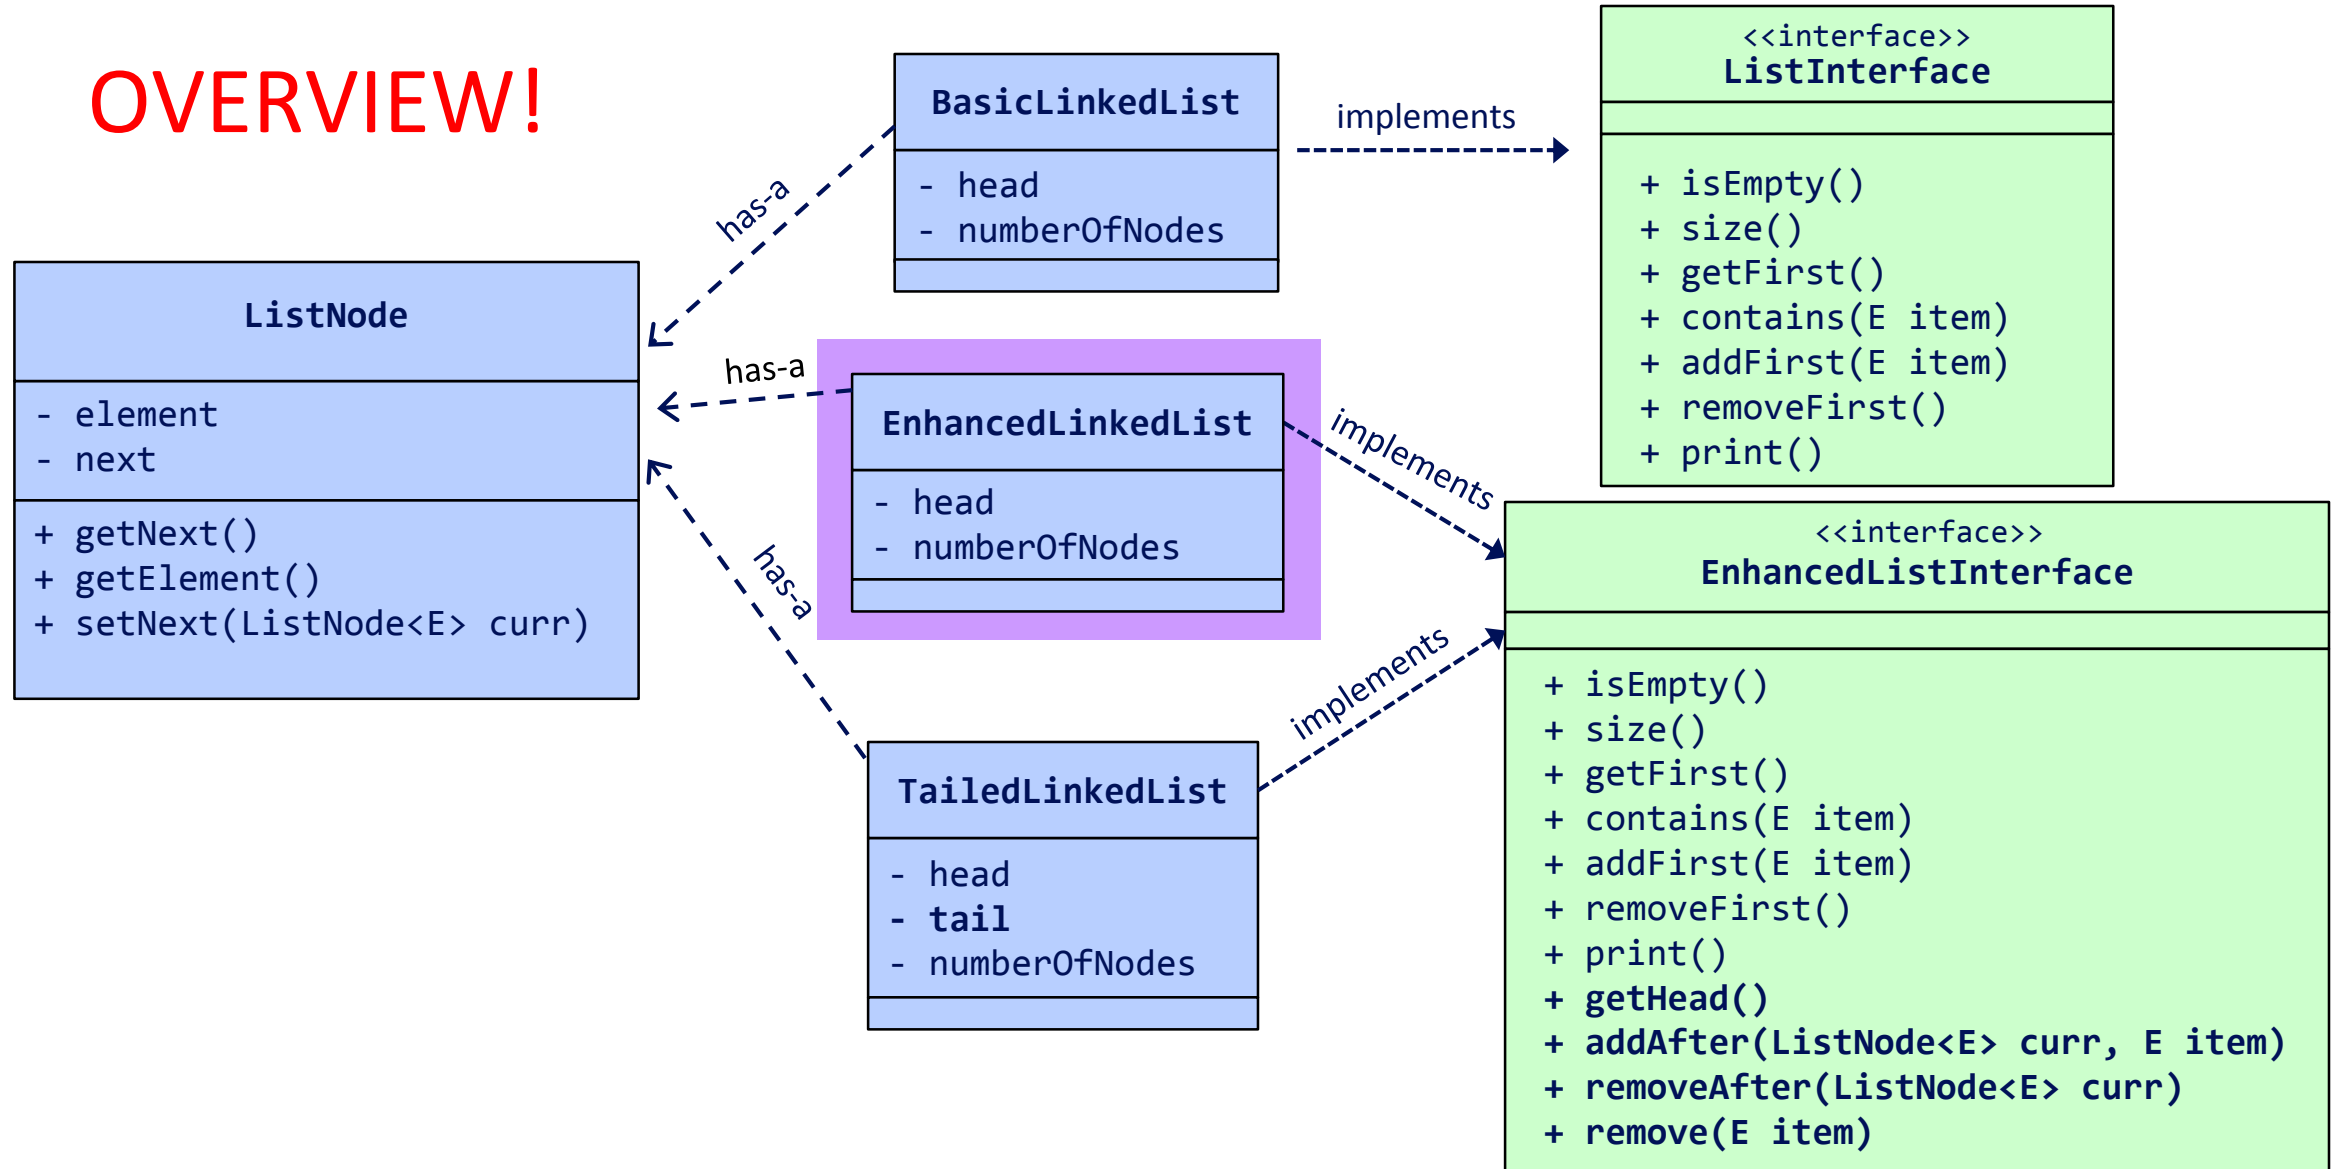 OVERVIEW!
BasicLinkedList
- head
- numberOfNodes
implements
<<interface>>
ListInterface
+ isEmpty()
+ size()
+ getFirst()
+ contains(E item)
+ addFirst(E item)
+ removeFirst()
+ print()
has-a
ListNode
- element
- next
+ getNext()
+ getElement()
+ setNext(ListNode<E> curr)
has-a
EnhancedLinkedList
- head
- numberOfNodes
implements
has-a
TailedLinkedList
- head
- tail
- numberOfNodes
implements
<<interface>>
EnhancedListInterface
+ isEmpty()
+ size()
+ getFirst()
+ contains(E item)
+ addFirst(E item)
+ removeFirst()
+ print()
+ getHead()
+ addAfter(ListNode<E> curr, E item)
+ removeAfter(ListNode<E> curr)
+ remove(E item)